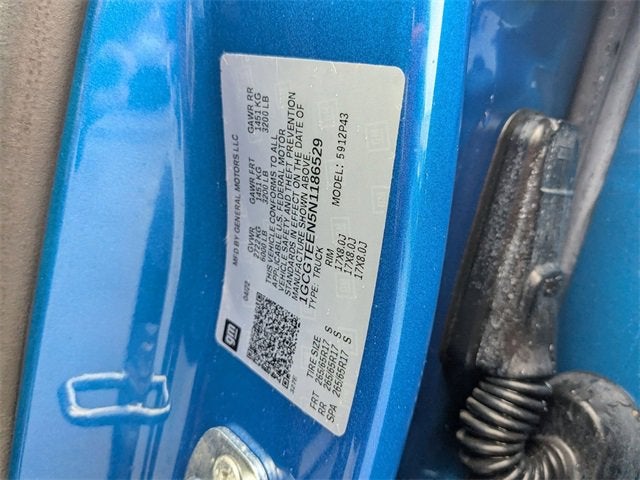 MFD BY GENERAL MOTORS LLC
04/22
GVWR GAWR FRT GAWR RR
2722 KG 1451 KG 1451 KG
6000 LB 3200 LB 3200 LB
THIS VEHICLE CONFORMS TO ALL
APPLICABLE U.S. FEDERAL MOTOR
VEHICLE SAFETY AND THEFT PREVENTION
STANDARDS IN EFFECT ON THE DATE OF
MANUFACTURE SHOWN ABOVE.
1GCGTEEN5N1186529
TYPE: TRUCK MODEL: 5912P43
TIRE SIZE RIM
FRT 265/65R17 S 17X8.0J
RR 265/65R17 S 17X8.0J
SPA 265/65R17 S 17X8.0J
gm